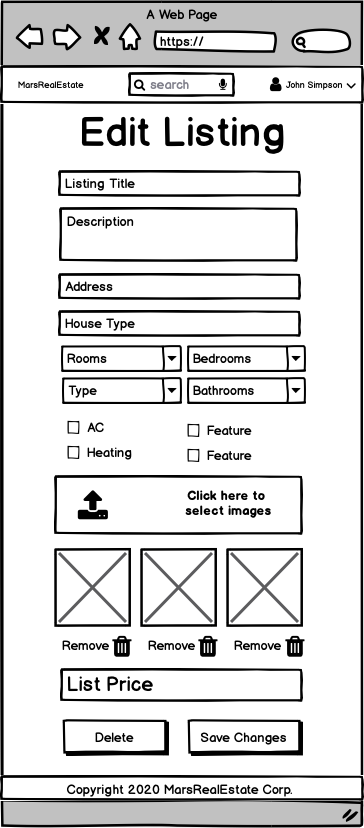 A Web Page
https://
MarsRealEstate
search
John Simpson
Edit Listing
Listing Title
Description
Address
House Type
Rooms
Bedrooms
Type
Bathrooms
AC
Feature
Heating
Feature
Click here to
select images
Remove
Remove
Remove
List Price
Delete
Save Changes
Copyright 2020 MarsRealEstate Corp.